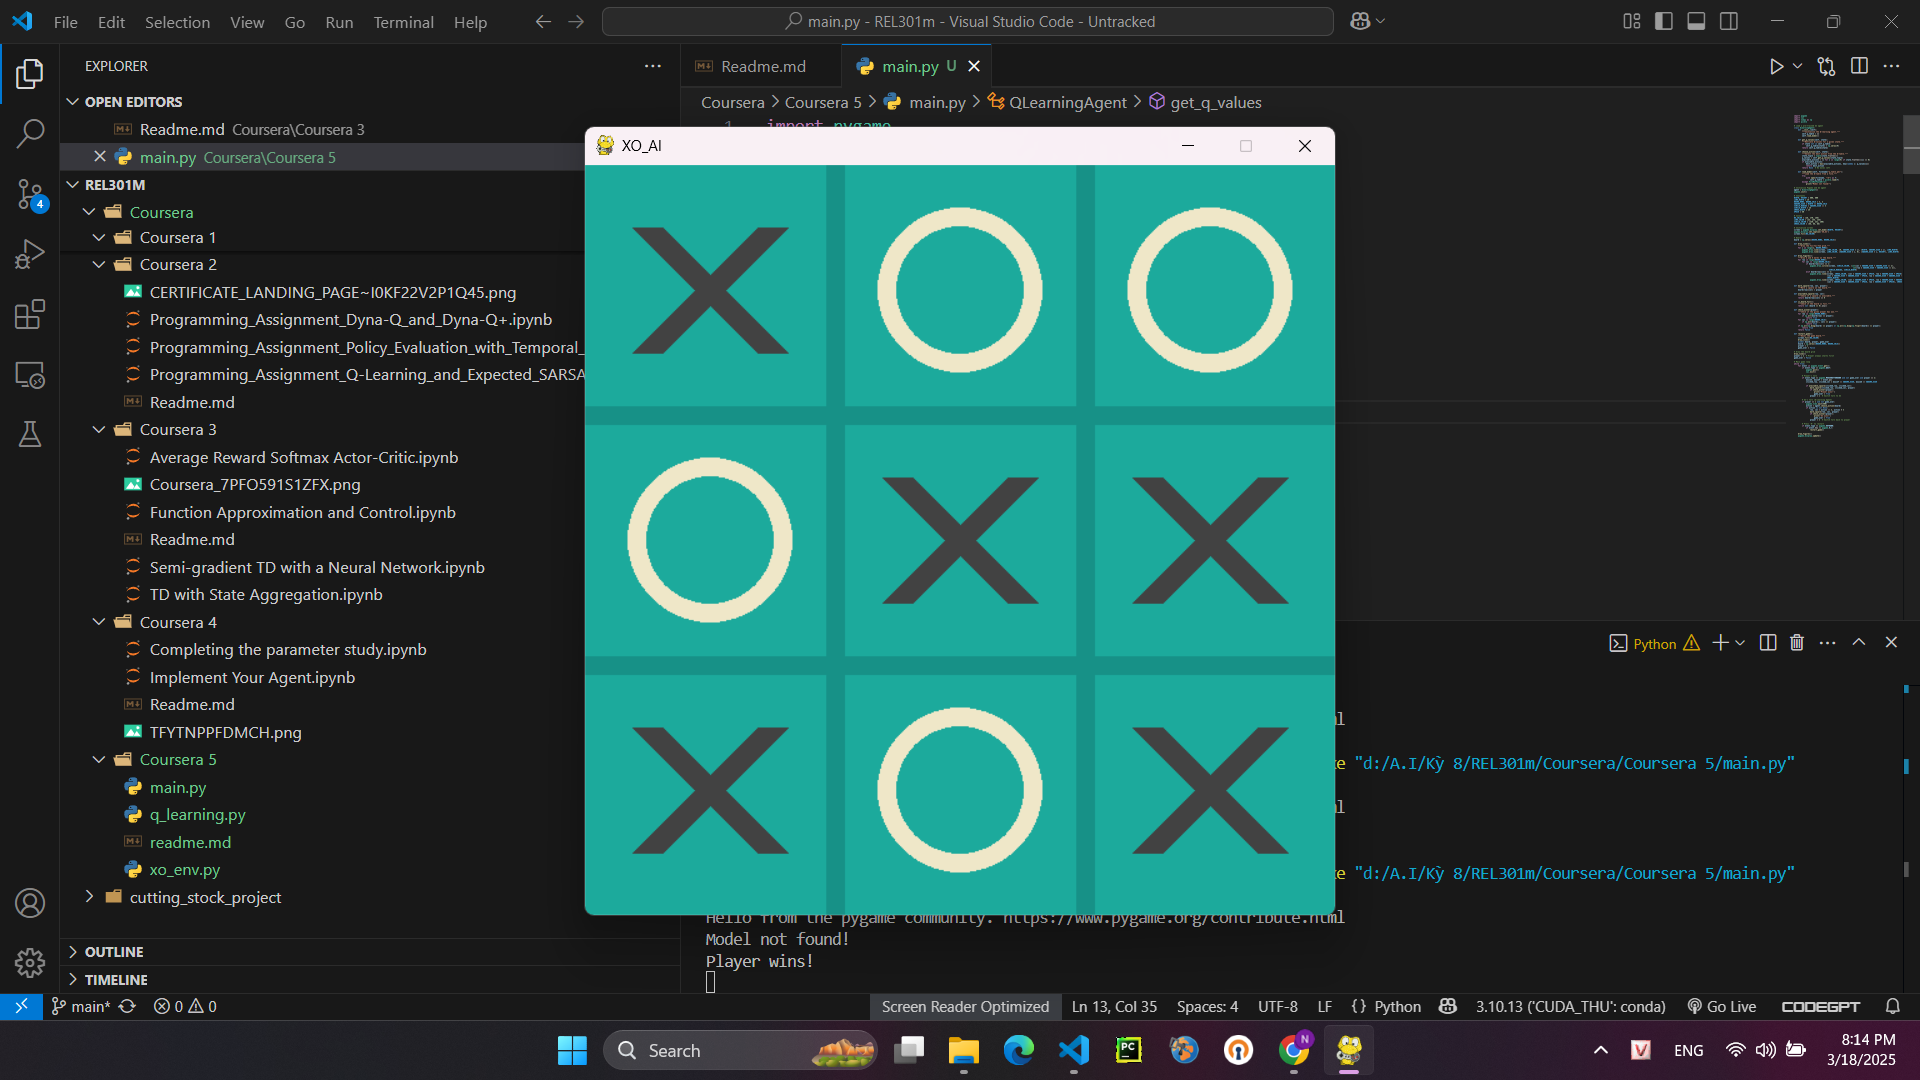 File Edit Selection View Go Run Terminal Help
main.py - REL301m - Visual Studio Code - Untracked
EXPLORER
Readme.md
main.py U
OPEN EDITORS
Readme.md Coursera\Coursera 3
main.py Coursera\Coursera 5
REL301M
Coursera
Coursera 1
Coursera 2
CERTIFICATE_LANDING_PAGE~I0KF22V2P1Q45.png
Programming_Assignment_Dyna-Q_and_Dyna-Q+.ipynb
Programming_Assignment_Policy_Evaluation_with_Temporal_
Programming_Assignment_Q-Learning_and_Expected_SARSA
Readme.md
Coursera 3
Average Reward Softmax Actor-Critic.ipynb
Coursera_7PFO591S1ZFX.png
Function Approximation and Control.ipynb
Readme.md
Semi-gradient TD with a Neural Network.ipynb
TD with State Aggregation.ipynb
Coursera 4
Completing the parameter study.ipynb
Implement Your Agent.ipynb
Readme.md
TFYTNPPFDMCH.png
Coursera 5
main.py
q_learning.py
readme.md
xo_env.py
cutting_stock_project
OUTLINE
TIMELINE
4
Coursera > Coursera 5 > main.py > QLearningAgent > get_q_values
1 import pygame
XO_AI
X O O
O X X
X O X
Python
ml
te "d:/A.I/Kỳ 8/REL301m/Coursera/Coursera 5/main.py"
ml
te "d:/A.I/Kỳ 8/REL301m/Coursera/Coursera 5/main.py"
Hello from the pygame community. https://www.pygame.org/contribute.html
Model not found!
Player wins!
main* 0 0
Screen Reader Optimized Ln 13, Col 35 Spaces: 4 UTF-8 LF {} Python 3.10.13 ('CUDA_THU': conda) Go Live CODEGPT
Search
PC
N
V
ENG
8:14 PM
3/18/2025